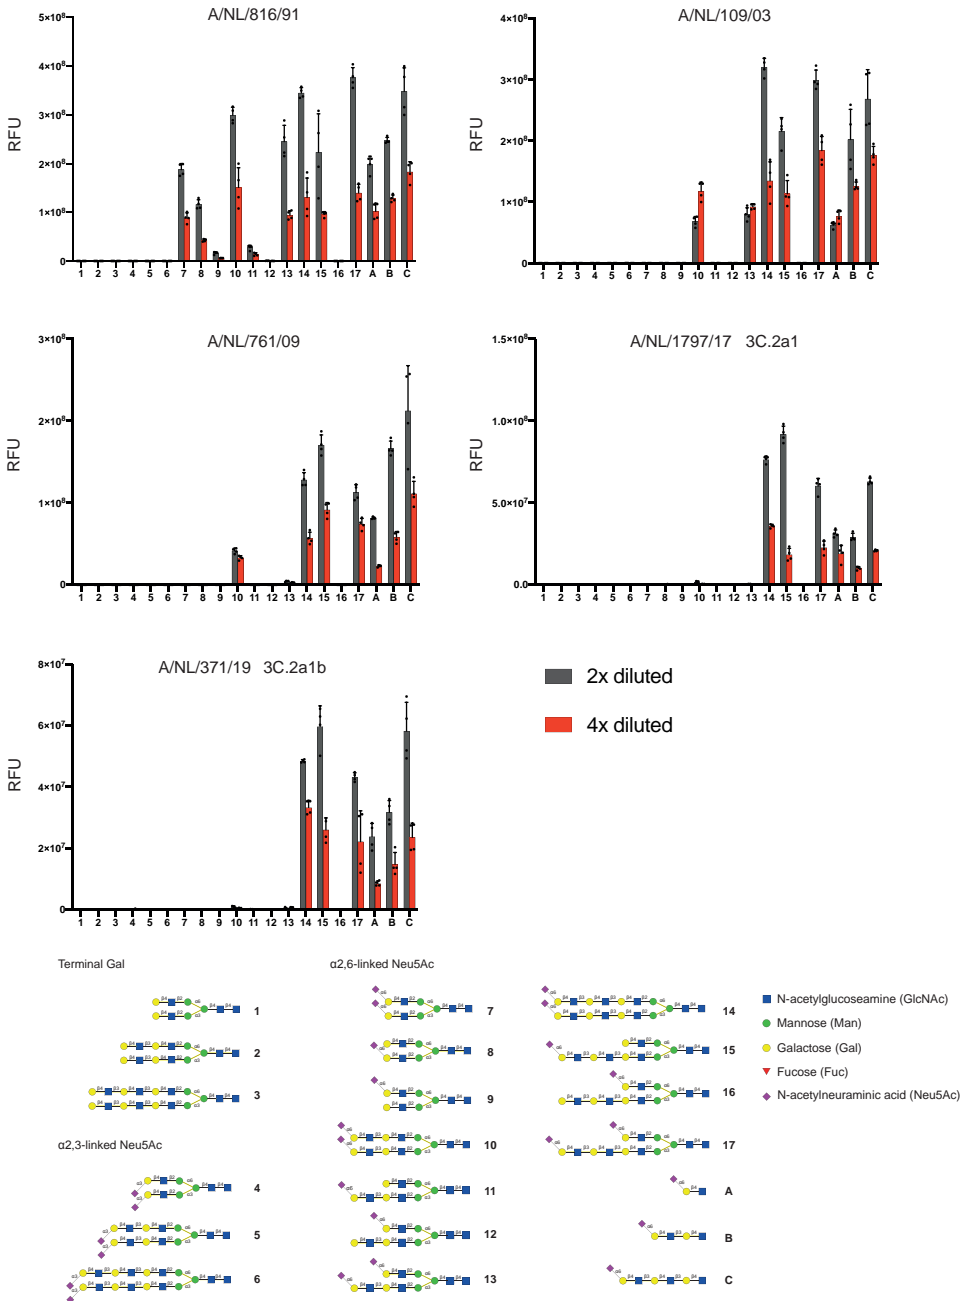 A/NL/816/91
RFU
5×10⁸
4×10⁸
3×10⁸
2×10⁸
1×10⁸
0
1 2 3 4 5 6 7 8 9 10 11 12 13 14 15 16 17 A B C
A/NL/109/03
RFU
4×10⁸
3×10⁸
2×10⁸
1×10⁸
0
1 2 3 4 5 6 7 8 9 10 11 12 13 14 15 16 17 A B C
A/NL/761/09
RFU
3×10⁸
2×10⁸
1×10⁸
0
1 2 3 4 5 6 7 8 9 10 11 12 13 14 15 16 17 A B C
A/NL/1797/17 3C.2a1
RFU
1.5×10⁸
1.0×10⁸
5.0×10⁷
0.0
1 2 3 4 5 6 7 8 9 10 11 12 13 14 15 16 17 A B C
A/NL/371/19 3C.2a1b
RFU
8×10⁷
6×10⁷
4×10⁷
2×10⁷
0
1 2 3 4 5 6 7 8 9 10 11 12 13 14 15 16 17 A B C
2x diluted
4x diluted
Terminal Gal
1
2
3
α2,3-linked Neu5Ac
4
5
6
α2,6-linked Neu5Ac
7
8
9
10
11
12
13
14
15
16
17
A
B
C
N-acetylglucoseamine (GlcNAc)
Mannose (Man)
Galactose (Gal)
Fucose (Fuc)
N-acetylneuraminic acid (Neu5Ac)